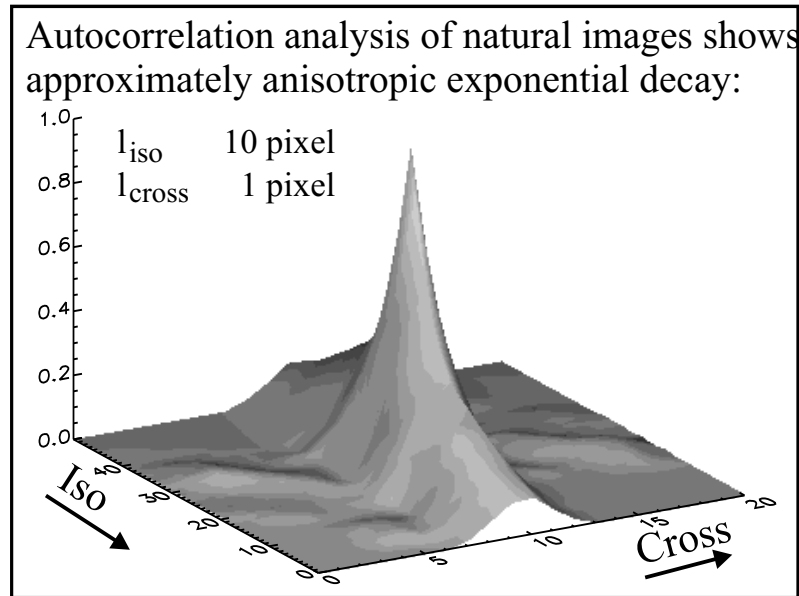 Autocorrelation analysis of natural images shows
approximately anisotropic exponential decay:
1.0
l_iso 10 pixel
l_cross 1 pixel
0.8
0.6
0.4
0.2
0.0
40
30
20
10
0
Iso
0
5
10
15
20
Cross